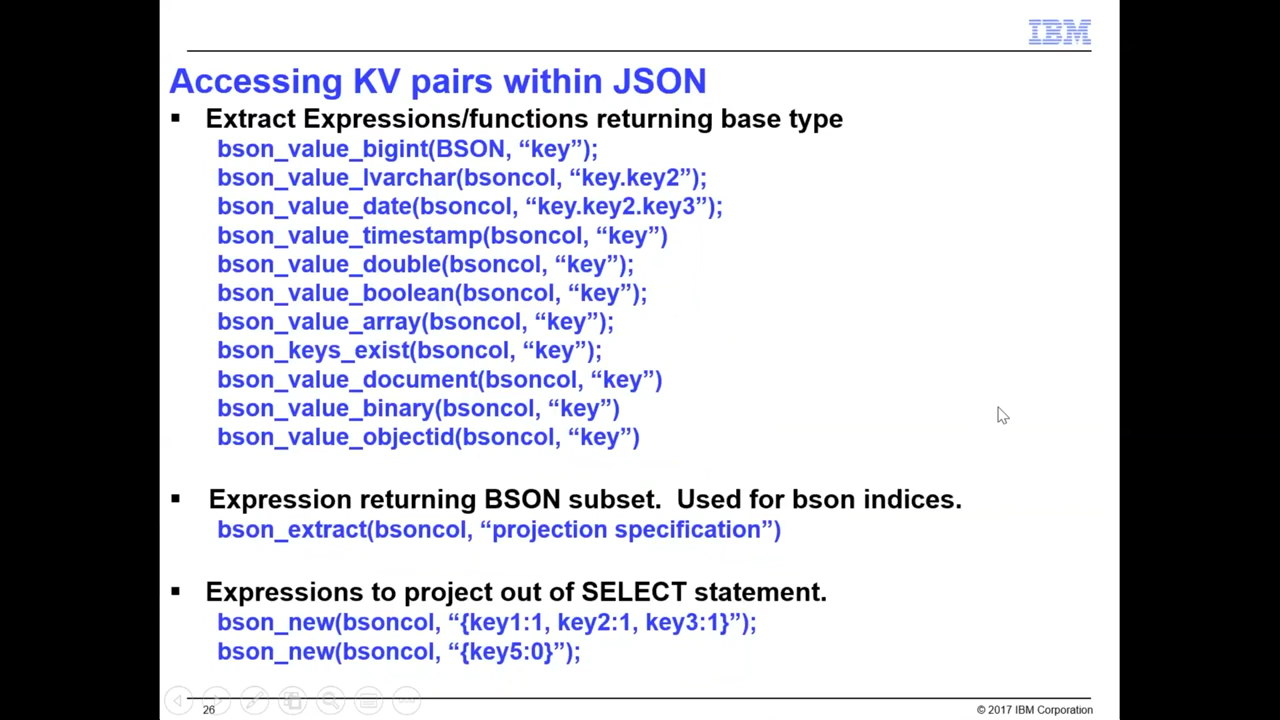 IBM
Accessing KV pairs within JSON
▪ Extract Expressions/functions returning base type
bson_value_bigint(BSON, “key”);
bson_value_lvarchar(bsoncol, “key.key2”);
bson_value_date(bsoncol, “key.key2.key3”);
bson_value_timestamp(bsoncol, “key”)
bson_value_double(bsoncol, “key”);
bson_value_boolean(bsoncol, “key”);
bson_value_array(bsoncol, “key”);
bson_keys_exist(bsoncol, “key”);
bson_value_document(bsoncol, “key”)
bson_value_binary(bsoncol, “key”)
bson_value_objectid(bsoncol, “key”)
▪ Expression returning BSON subset. Used for bson indices.
bson_extract(bsoncol, “projection specification”)
▪ Expressions to project out of SELECT statement.
bson_new(bsoncol, “{key1:1, key2:1, key3:1}”);
bson_new(bsoncol, “{key5:0}”);
26
© 2017 IBM Corporation